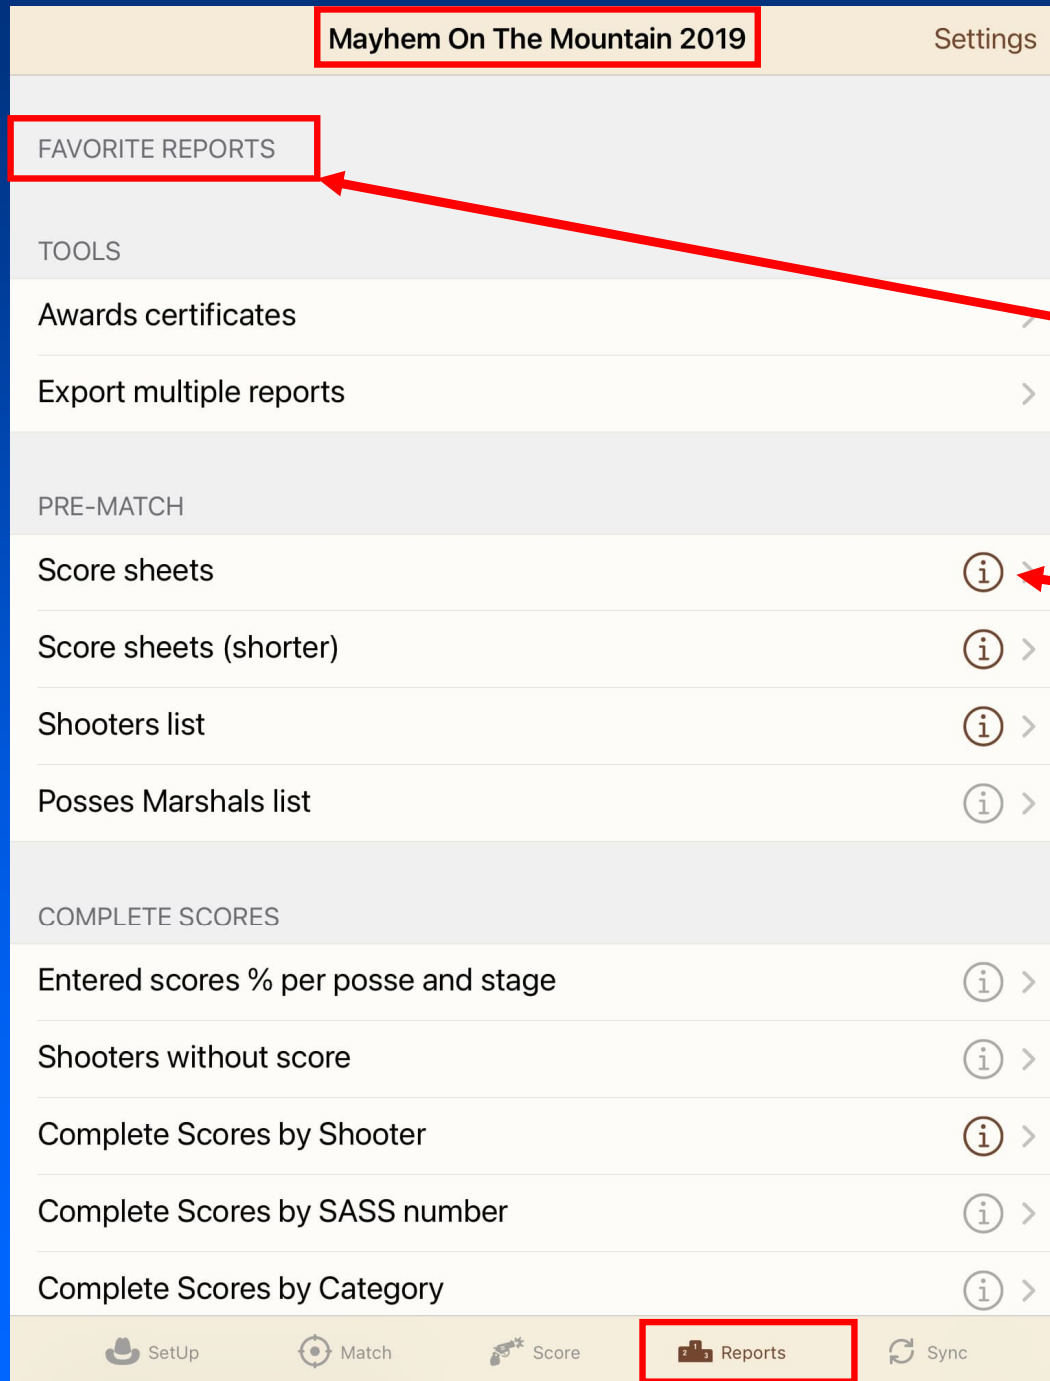 Mayhem On The Mountain 2019
Settings
FAVORITE REPORTS
TOOLS
Awards certificates
Export multiple reports
PRE-MATCH
Score sheets
Score sheets (shorter)
Shooters list
Posses Marshals list
COMPLETE SCORES
Entered scores % per posse and stage
Shooters without score
Complete Scores by Shooter
Complete Scores by SASS number
Complete Scores by Category
SetUp
Match
Score
Reports
Sync